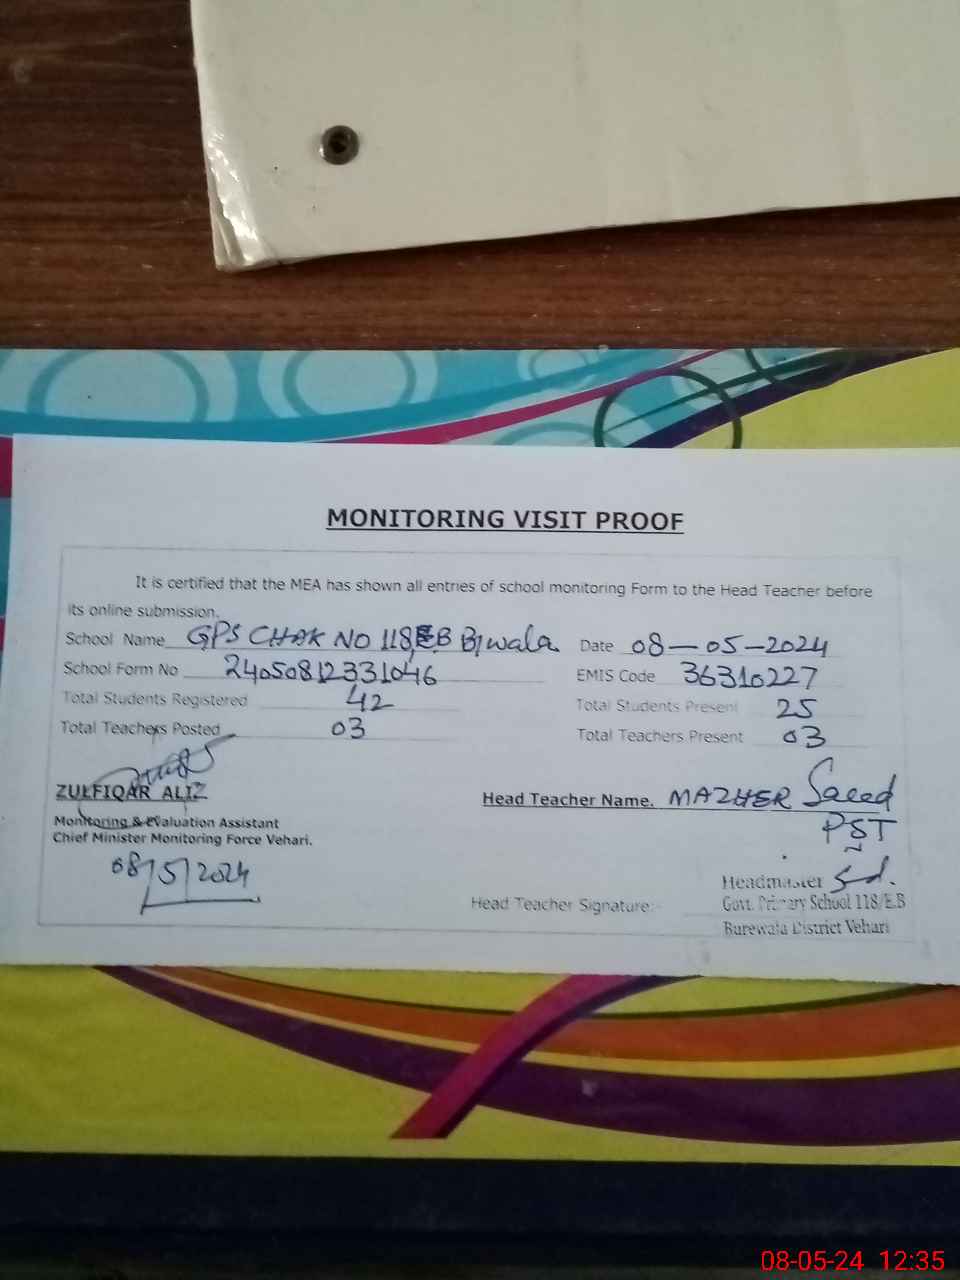 MONITORING VISIT PROOF
It is certified that the MEA has shown all entries of school monitoring Form to the Head Teacher before
its online submission.
School Name GPS CHAK NO 118/EB B/wala Date 08-05-2024
School Form No 24050812331046 EMIS Code 36310227
Total Students Registered 42 Total Students Present 25
Total Teachers Posted 03 Total Teachers Present 03
ZULFIQAR ALI Head Teacher Name. MAZHER Saeed
PST
Monitoring & Evaluation Assistant
Chief Minister Monitoring Force Vehari.
08/5/2024
Headmaster Sd.
Head Teacher Signature:- Govt. Primary School 118/E.B
Burewala District Vehari
08-05-24 12:35